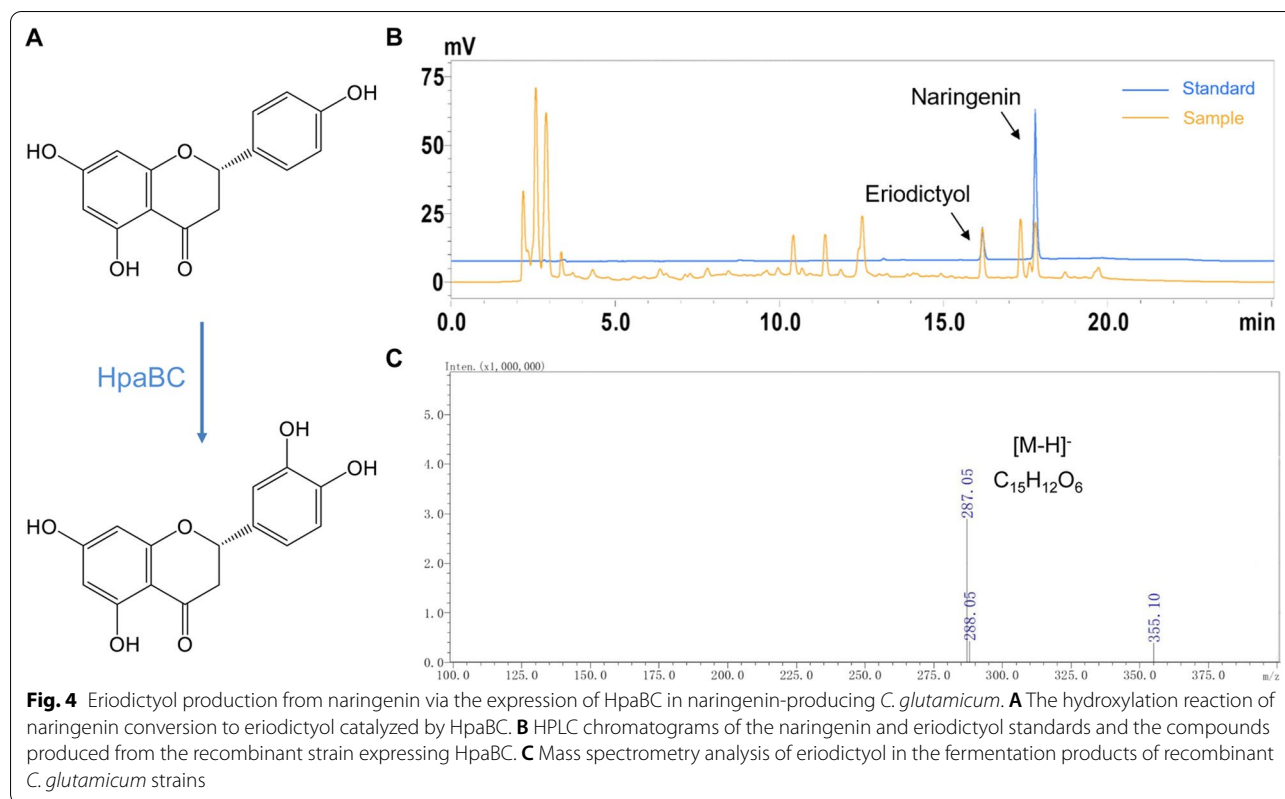 A
OH
HO
O
OH
O
HpaBC
OH
OH
HO
O
OH
O
B
mV
75
50
25
0
Naringenin
Eriodictyol
Standard
Sample
0.0 5.0 10.0 15.0 20.0 min
C
Inten.(x1,000,000)
5.0
4.0
3.0
2.0
1.0
0.0
[M-H]-
C15H12O6
287.05
288.05
355.10
100.0 125.0 150.0 175.0 200.0 225.0 250.0 275.0 300.0 325.0 350.0 375.0 m/z
Fig. 4 Eriodictyol production from naringenin via the expression of HpaBC in naringenin-producing C. glutamicum. A The hydroxylation reaction of
naringenin conversion to eriodictyol catalyzed by HpaBC. B HPLC chromatograms of the naringenin and eriodictyol standards and the compounds
produced from the recombinant strain expressing HpaBC. C Mass spectrometry analysis of eriodictyol in the fermentation products of recombinant
C. glutamicum strains